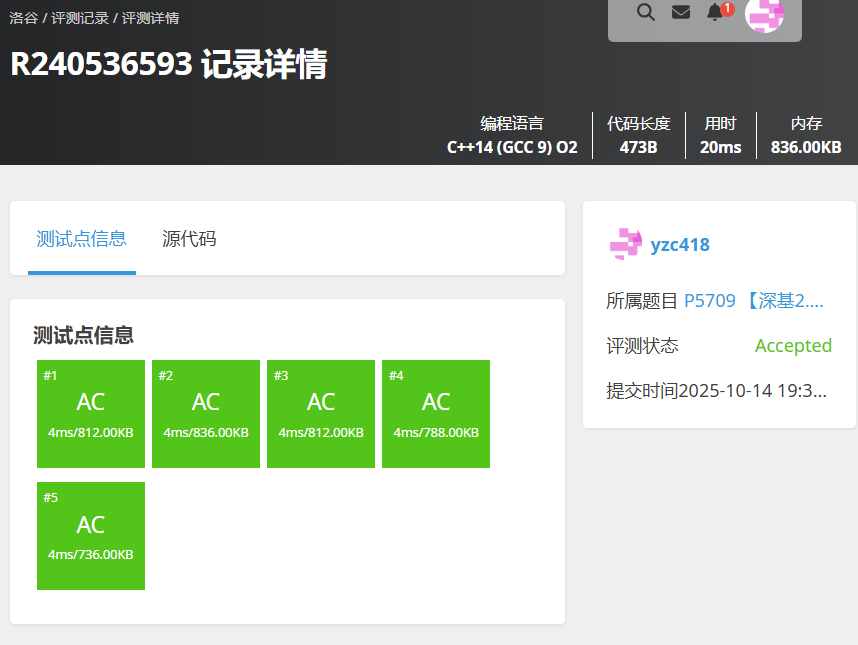 洛谷 / 评测记录 / 评测详情
1
R240536593 记录详情
编程语言
C++14 (GCC 9) O2
代码长度
473B
用时
20ms
内存
836.00KB
测试点信息
源代码
测试点信息
#1
AC
4ms/812.00KB
#2
AC
4ms/836.00KB
#3
AC
4ms/812.00KB
#4
AC
4ms/788.00KB
#5
AC
4ms/736.00KB
yzc418
所属题目 P5709 【深基2....
评测状态 Accepted
提交时间2025-10-14 19:3...